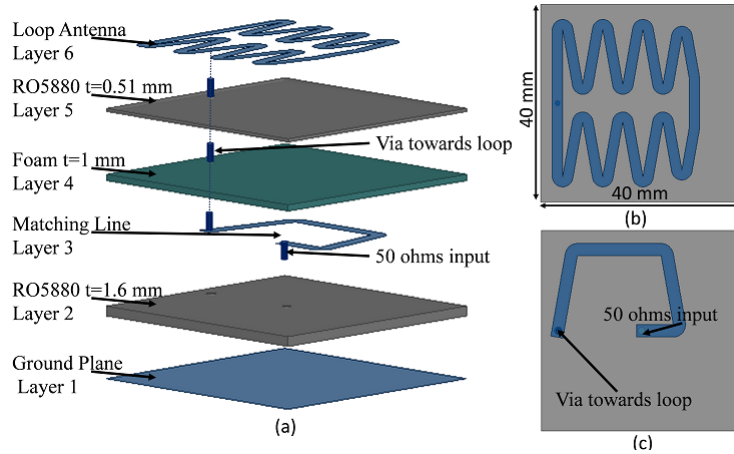 Loop Antenna
Layer 6
RO5880 t=0.51 mm
Layer 5
Via towards loop
Foam t=1 mm
Layer 4
Matching Line
Layer 3
50 ohms input
RO5880 t=1.6 mm
Layer 2
Ground Plane
Layer 1
(a)
40 mm
40 mm
(b)
50 ohms input
Via towards loop
(c)